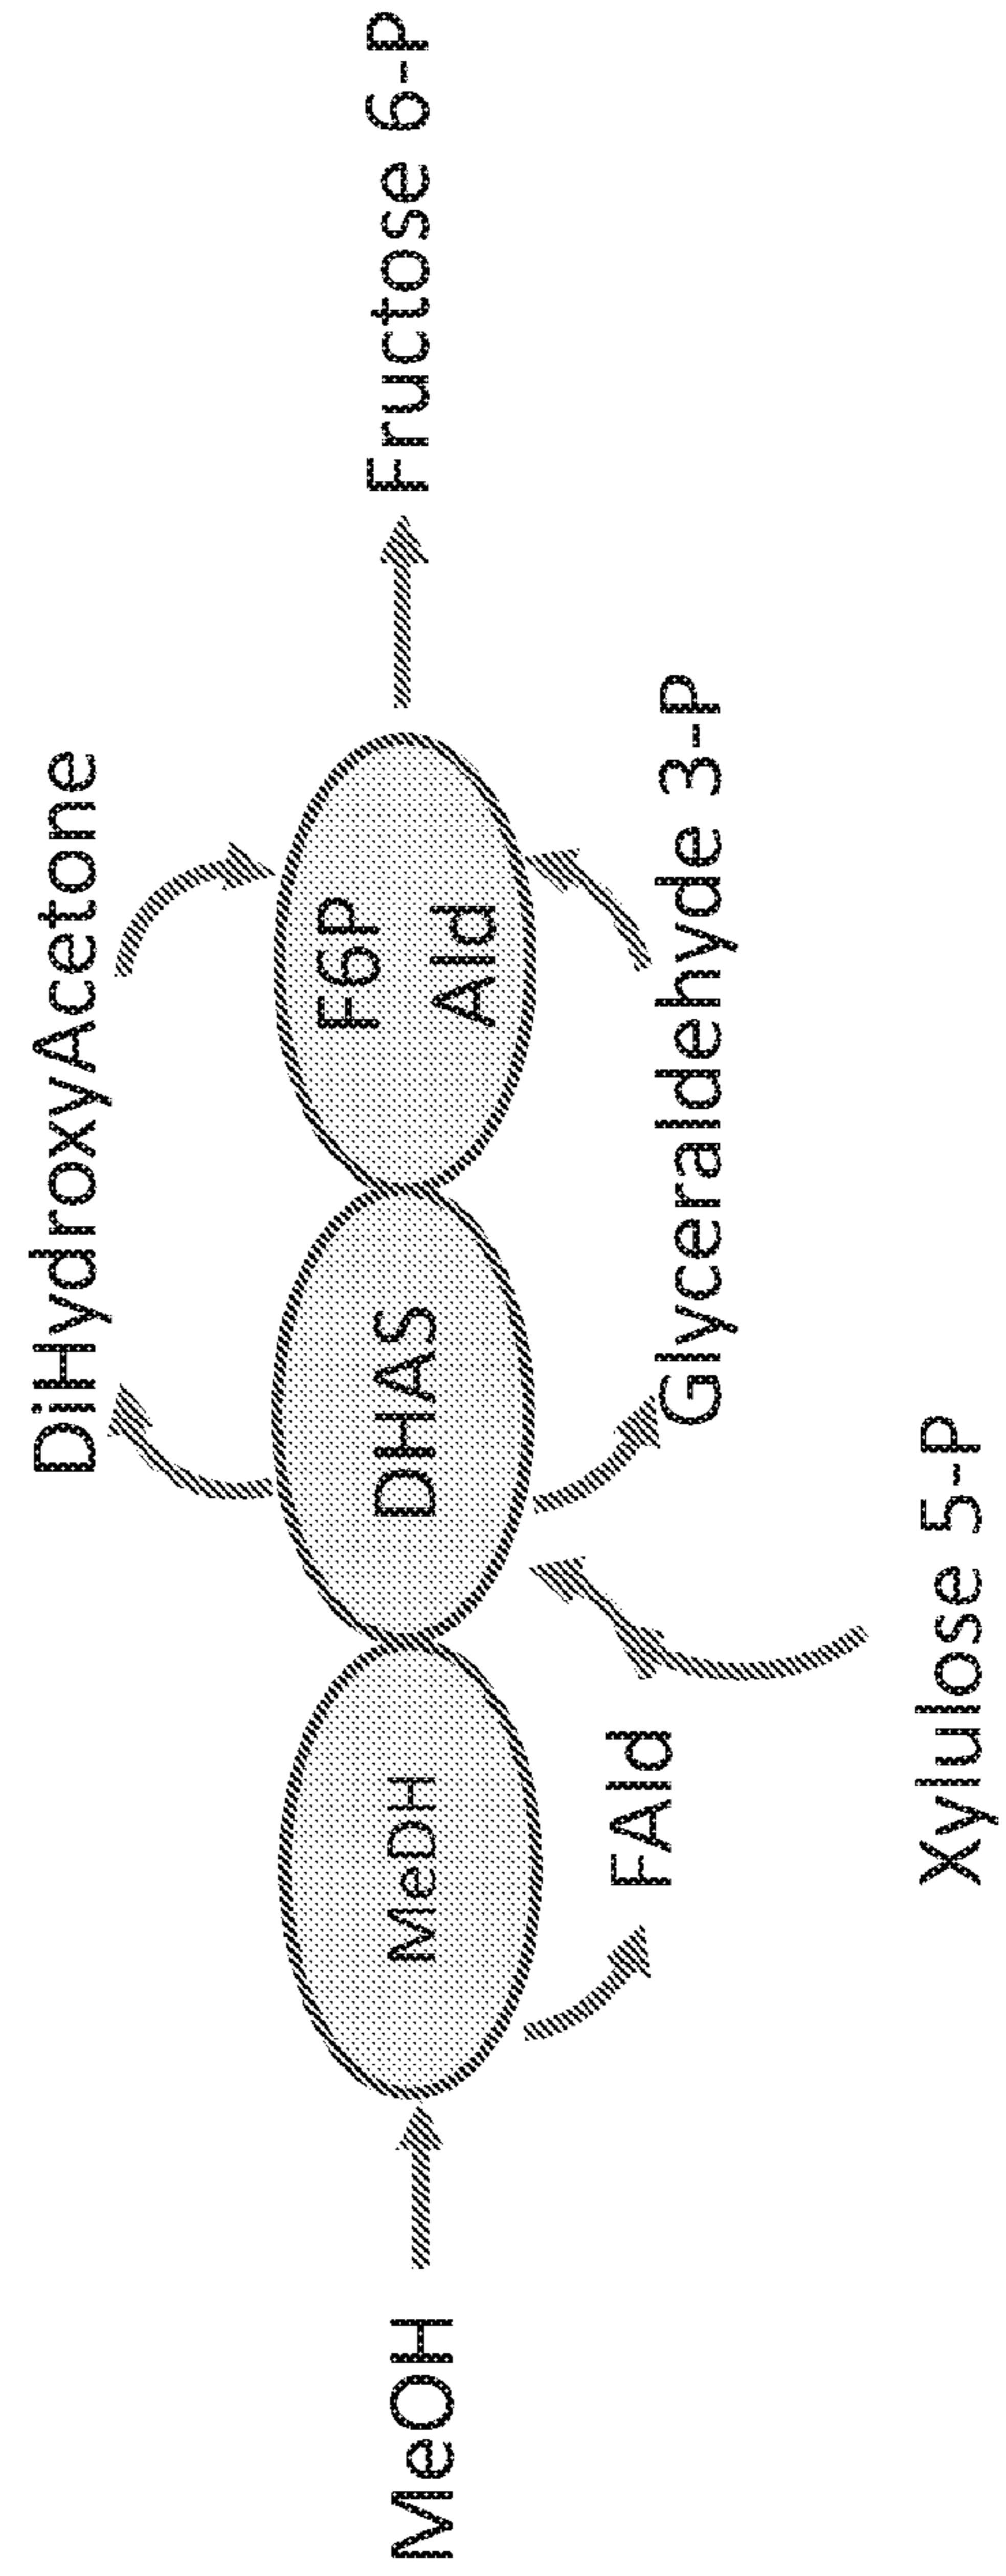 DiHydroxyAcetone
MeOH
MeDH
DHAS
F6P
Ald
Fructose 6-P
FAld
Glyceraldehyde 3-P
Xylulose 5-P